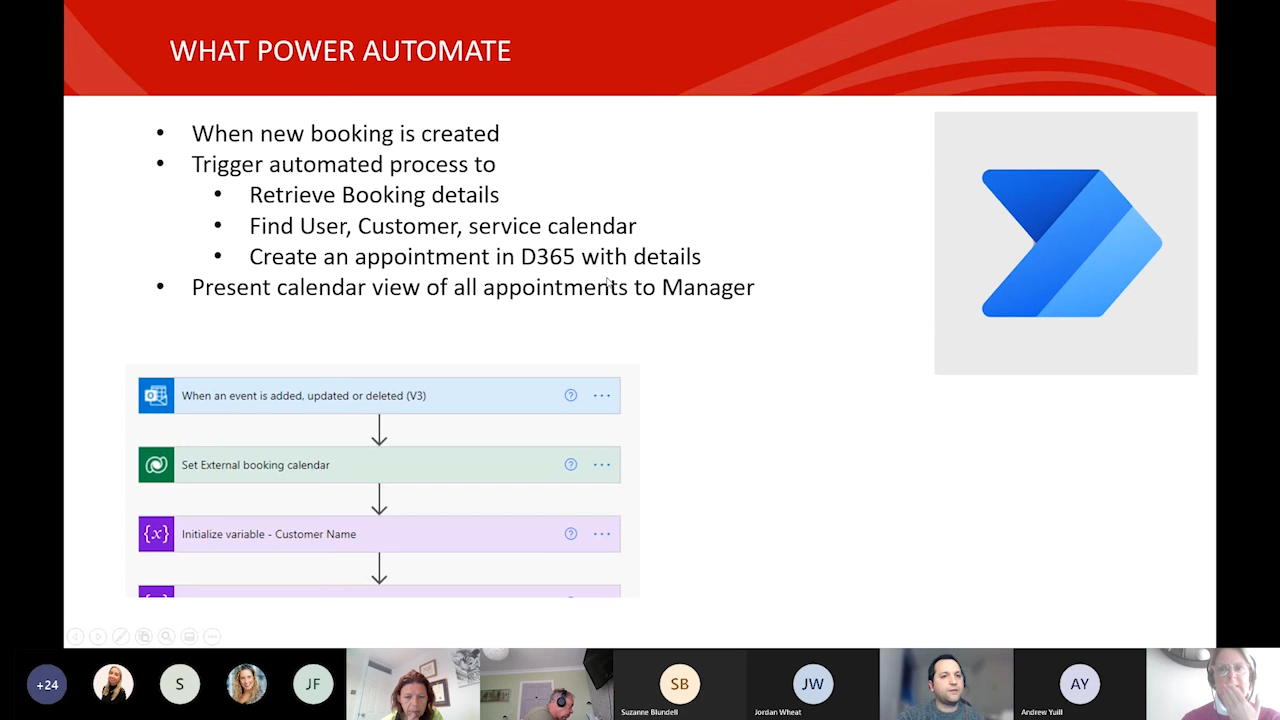 WHAT POWER AUTOMATE
• When new booking is created
• Trigger automated process to
• Retrieve Booking details
• Find User, Customer, service calendar
• Create an appointment in D365 with details
• Present calendar view of all appointments to Manager
When an event is added, updated or deleted (V3)
Set External booking calendar
{x} Initialize variable - Customer Name
+24
S
JF
SB
Suzanne Blundell
JW
Jordan Wheat
AY
Andrew Yuill